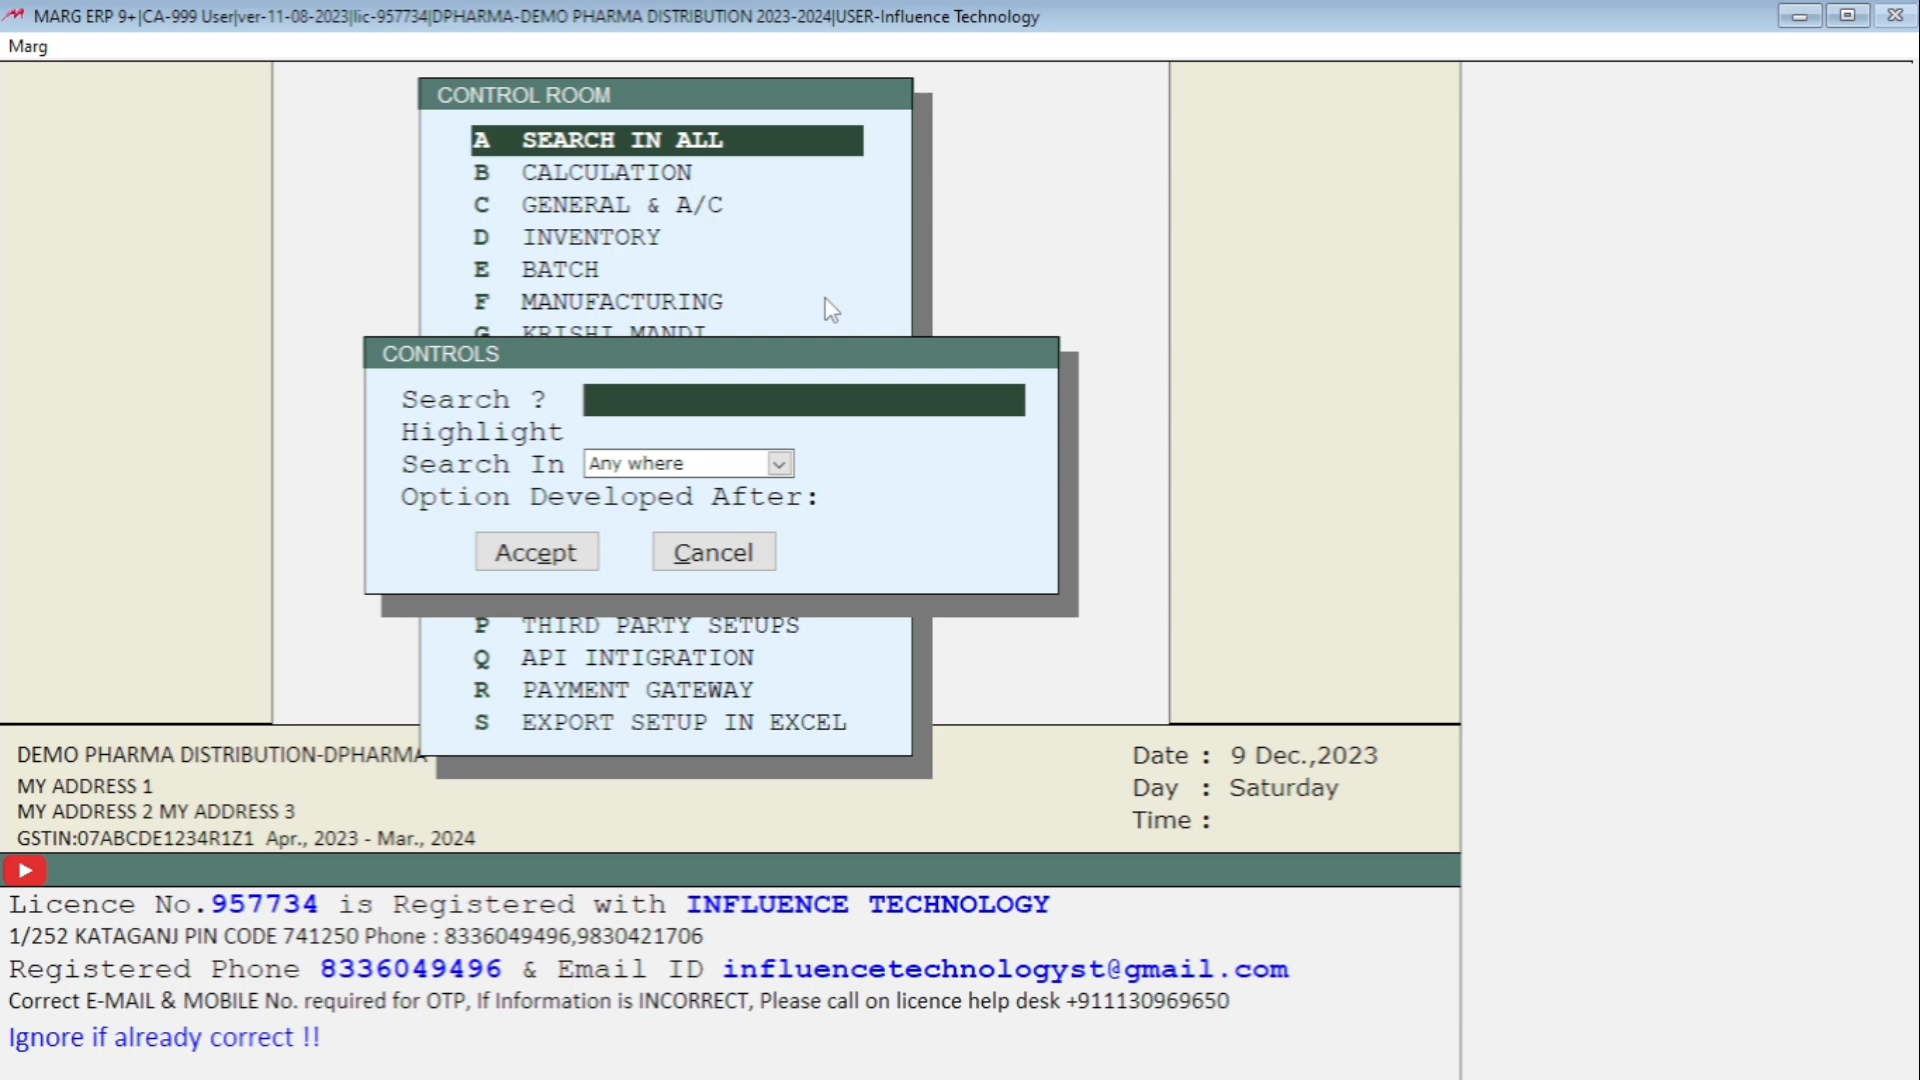 MARG ERP 9+|CA-999 User|ver-11-08-2023|lic-957734|DPHARMA-DEMO PHARMA DISTRIBUTION 2023-2024|USER-Influence Technology
Marg
CONTROL ROOM
A SEARCH IN ALL
B CALCULATION
C GENERAL & A/C
D INVENTORY
E BATCH
F MANUFACTURING
G KRISHI MANDI
CONTROLS
Search ?
Highlight
Search In Any where
Option Developed After:
Accept Cancel
P THIRD PARTY SETUPS
Q API INTIGRATION
R PAYMENT GATEWAY
S EXPORT SETUP IN EXCEL
DEMO PHARMA DISTRIBUTION-DPHARMA
MY ADDRESS 1
MY ADDRESS 2 MY ADDRESS 3
GSTIN:07ABCDE1234R1Z1 Apr., 2023 - Mar., 2024
Date : 9 Dec.,2023
Day : Saturday
Time :
Licence No.957734 is Registered with INFLUENCE TECHNOLOGY
1/252 KATAGANJ PIN CODE 741250 Phone : 8336049496,9830421706
Registered Phone 8336049496 & Email ID influencetechnologyst@gmail.com
Correct E-MAIL & MOBILE No. required for OTP, If Information is INCORRECT, Please call on licence help desk +911130969650
Ignore if already correct !!